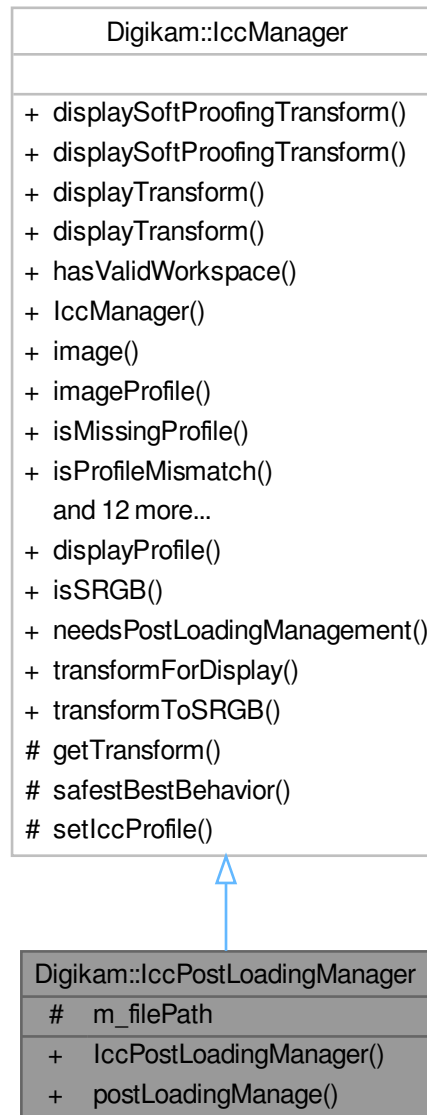 Digikam::IccManager
+ displaySoftProofingTransform()
+ displaySoftProofingTransform()
+ displayTransform()
+ displayTransform()
+ hasValidWorkspace()
+ IccManager()
+ image()
+ imageProfile()
+ isMissingProfile()
+ isProfileMismatch()
and 12 more...
+ displayProfile()
+ isSRGB()
+ needsPostLoadingManagement()
+ transformForDisplay()
+ transformToSRGB()
# getTransform()
# safestBestBehavior()
# setIccProfile()
Digikam::IccPostLoadingManager
# m_filePath
+ IccPostLoadingManager()
+ postLoadingManage()